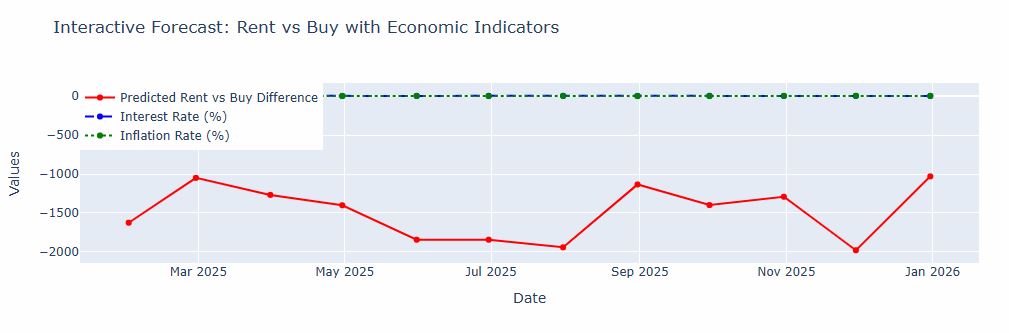 Interactive Forecast: Rent vs Buy with Economic Indicators
Predicted Rent vs Buy Difference
Interest Rate (%)
Inflation Rate (%)
Values
0
−500
−1000
−1500
−2000
Mar 2025
May 2025
Jul 2025
Sep 2025
Nov 2025
Jan 2026
Date